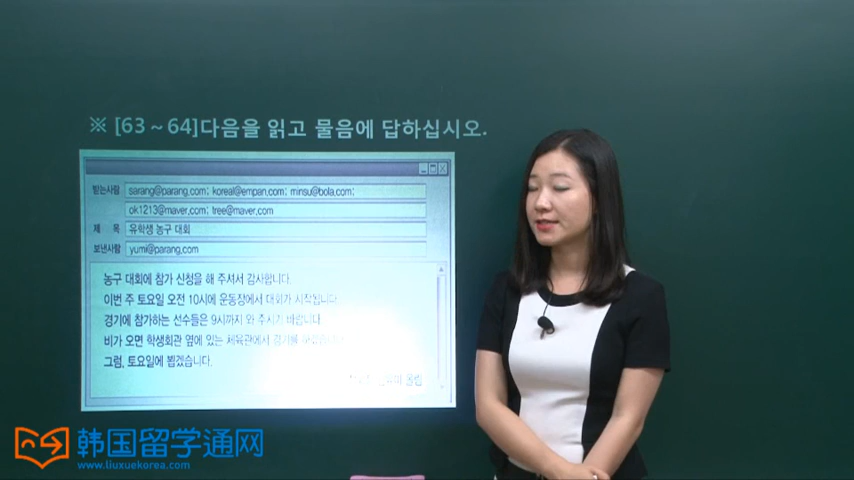 ※ [63 ~ 64]다음을 읽고 물음에 답하십시오.
받는사람 sarang@parang.com; koreal@empan.com; minsu@bola.com;
ok1213@maver.com; tree@maver.com
제 목 유학생 농구 대회
보낸사람 yumi@parang.com
농구 대회에 참가 신청을 해 주셔서 감사합니다.
이번 주 토요일 오전 10시에 운동장에서 대회가 시작됩니다.
경기에 참가하는 선수들은 9시까지 와 주시기 바랍니다.
비가 오면 학생회관 옆에 있는 체육관에서 경기를
그럼, 토요일에 뵙겠습니다.
올림
韩国留学通网
www.liuxuekorea.com